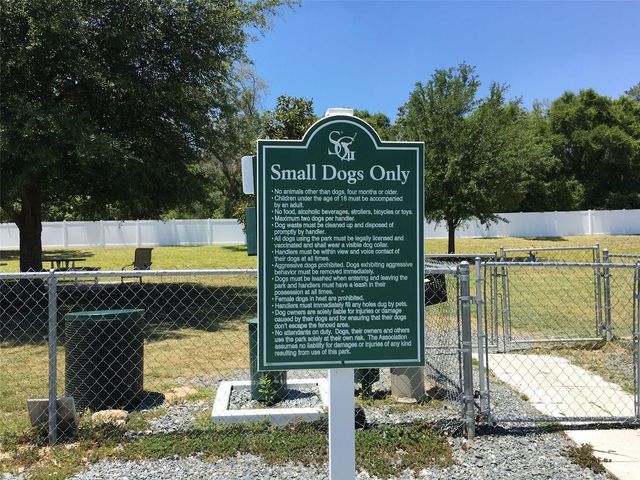 SGI
Small Dogs Only
• No animals other than dogs, four months or older.
• Children under the age of 16 must be accompanied
by an adult.
• No food, alcoholic beverages, strollers, bicycles or toys.
• Maximum two dogs per handler.
• Dog waste must be cleaned up and disposed of
promptly by handler.
• All dogs using the park must be legally licensed and
vaccinated and shall wear a visible dog collar.
• Handlers must be within view and voice contact of
their dogs at all times.
• Aggressive dogs prohibited. Dogs exhibiting aggressive
behavior must be removed immediately.
• Dogs must be leashed when entering and leaving the
park and handlers must have a leash in their
possession at all times.
• Female dogs in heat are prohibited.
• Handlers must immediately fill any holes dug by pets.
• Dog owners are solely liable for injuries or damage
caused by their dogs and for ensuring that their dogs
don't escape the fenced area.
• No attendants on duty. Dogs, their owners and others
use the park solely at their own risk. The Association
assumes no liability for damages or injuries of any kind
resulting from use of this park.